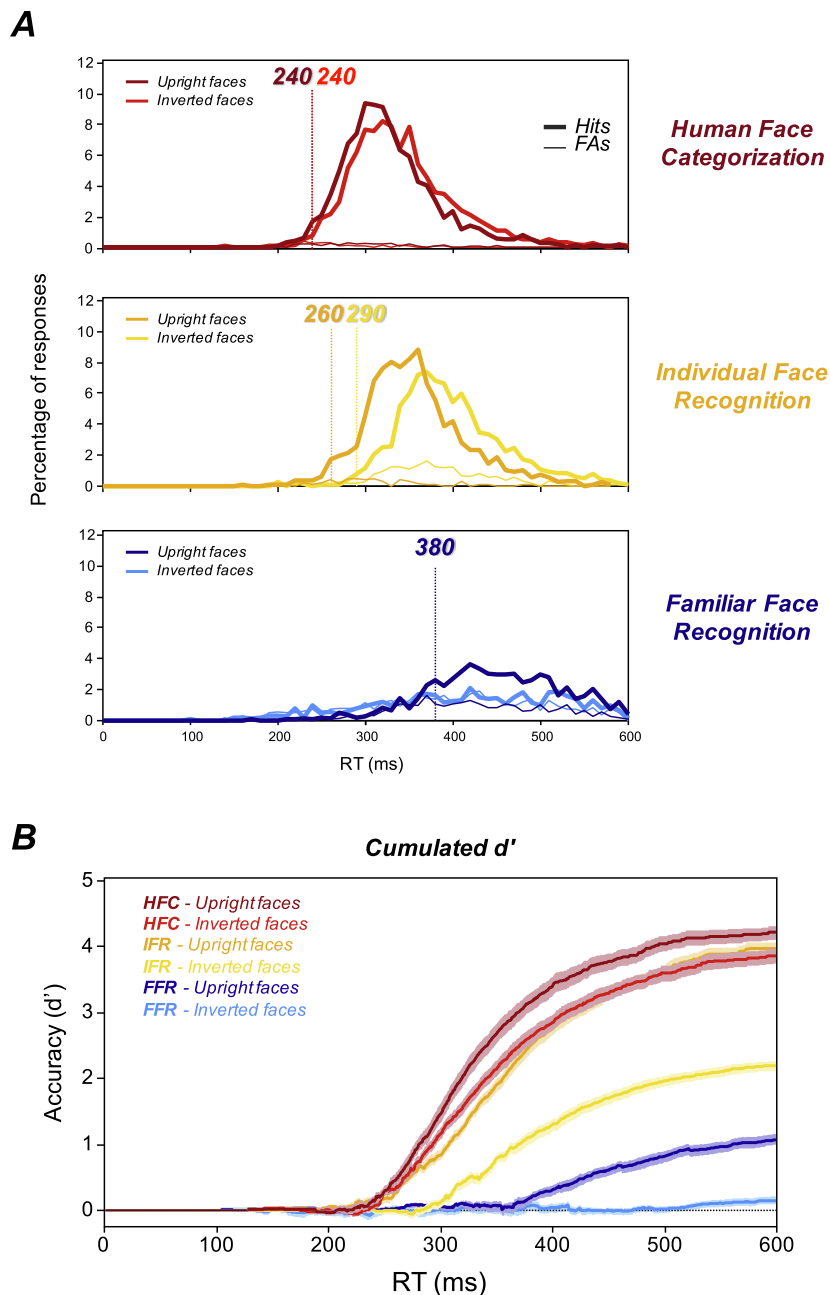 A
12
10
8
6
4
2
0
Upright faces
Inverted faces
240 240
Hits
FAs
Human Face
Categorization
Percentage of responses
12
10
8
6
4
2
0
Upright faces
Inverted faces
260 290
Individual Face
Recognition
12
10
8
6
4
2
0
Upright faces
Inverted faces
380
Familiar Face
Recognition
0 100 200 300 400 500 600
RT (ms)
B
Cumulated d'
5
4
3
2
1
0
Accuracy (d’)
HFC - Upright faces
HFC - Inverted faces
IFR - Upright faces
IFR - Inverted faces
FFR - Upright faces
FFR - Inverted faces
0 100 200 300 400 500 600
RT (ms)